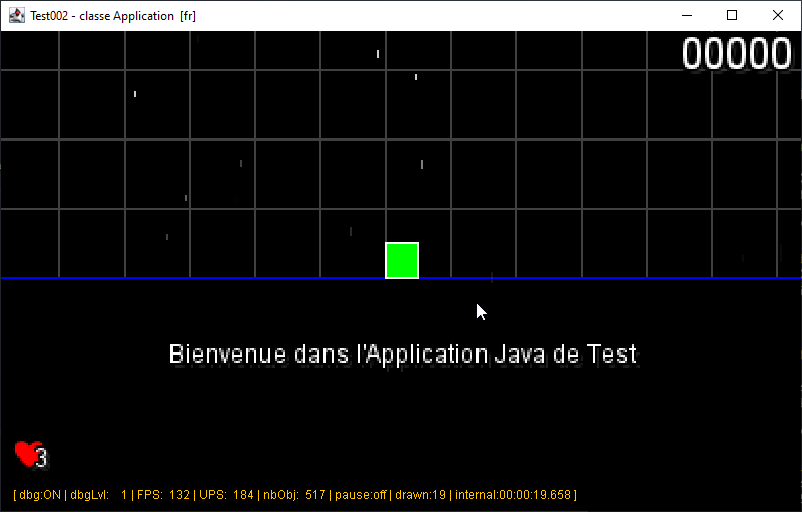 Test002 - classe Application [fr]
00000
Bienvenue dans l'Application Java de Test
3
[ dbg:ON | dbgLvl: 1 | FPS: 132 | UPS: 184 | nbObj: 517 | pause:off | drawn:19 | internal:00:00:19.658 ]